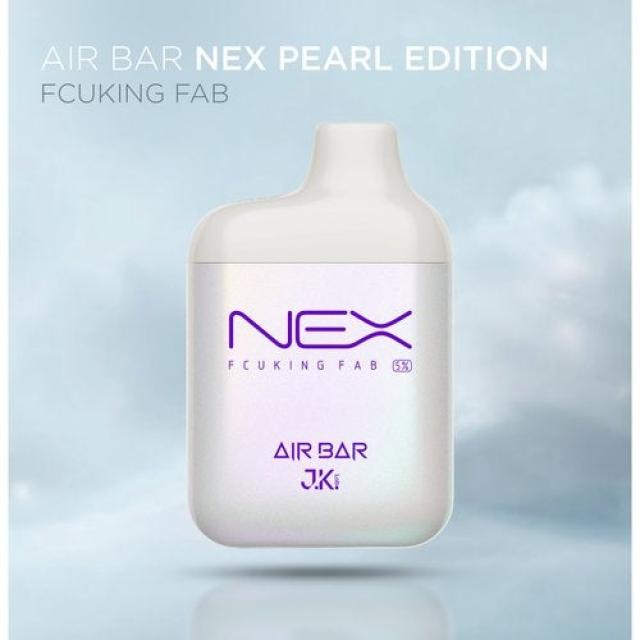 AIR BAR NEX PEARL EDITION
FCUKING FAB
NEX
FCUKING FAB 5%
AIR BAR
J.K!